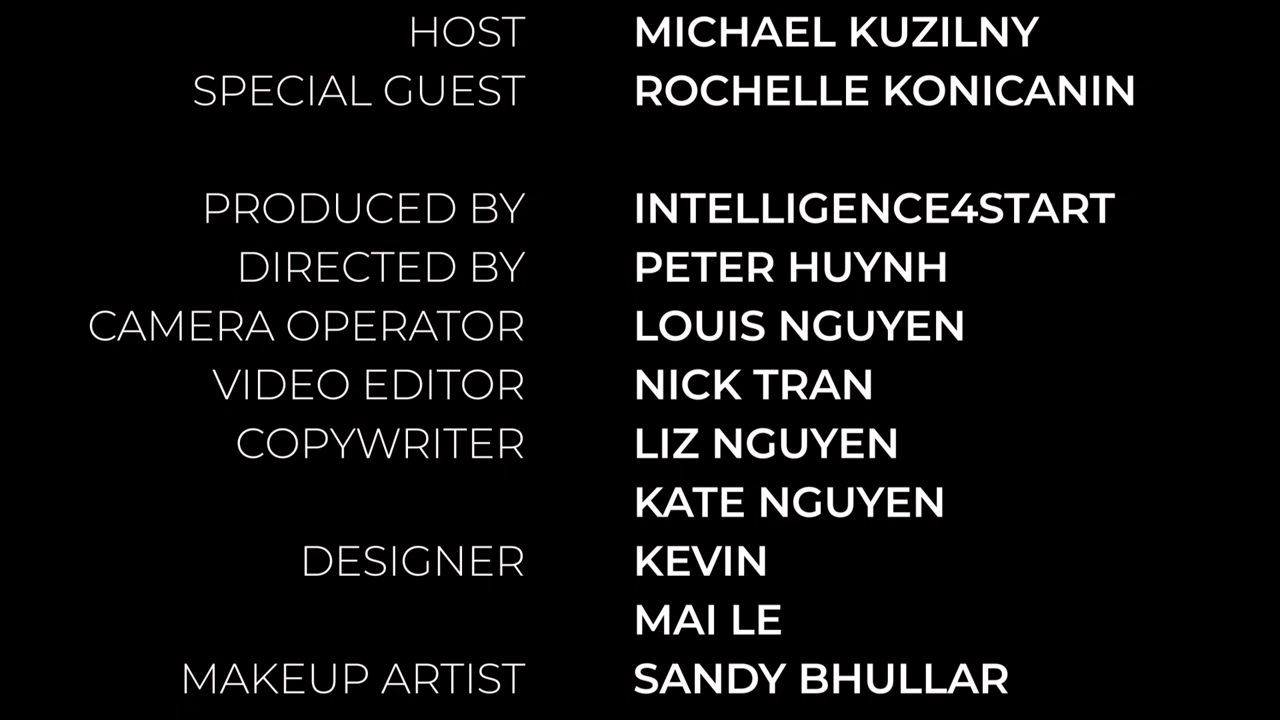 HOST MICHAEL KUZILNY
SPECIAL GUEST ROCHELLE KONICANIN
PRODUCED BY INTELLIGENCE4START
DIRECTED BY PETER HUYNH
CAMERA OPERATOR LOUIS NGUYEN
VIDEO EDITOR NICK TRAN
COPYWRITER LIZ NGUYEN
KATE NGUYEN
DESIGNER KEVIN
MAI LE
MAKEUP ARTIST SANDY BHULLAR